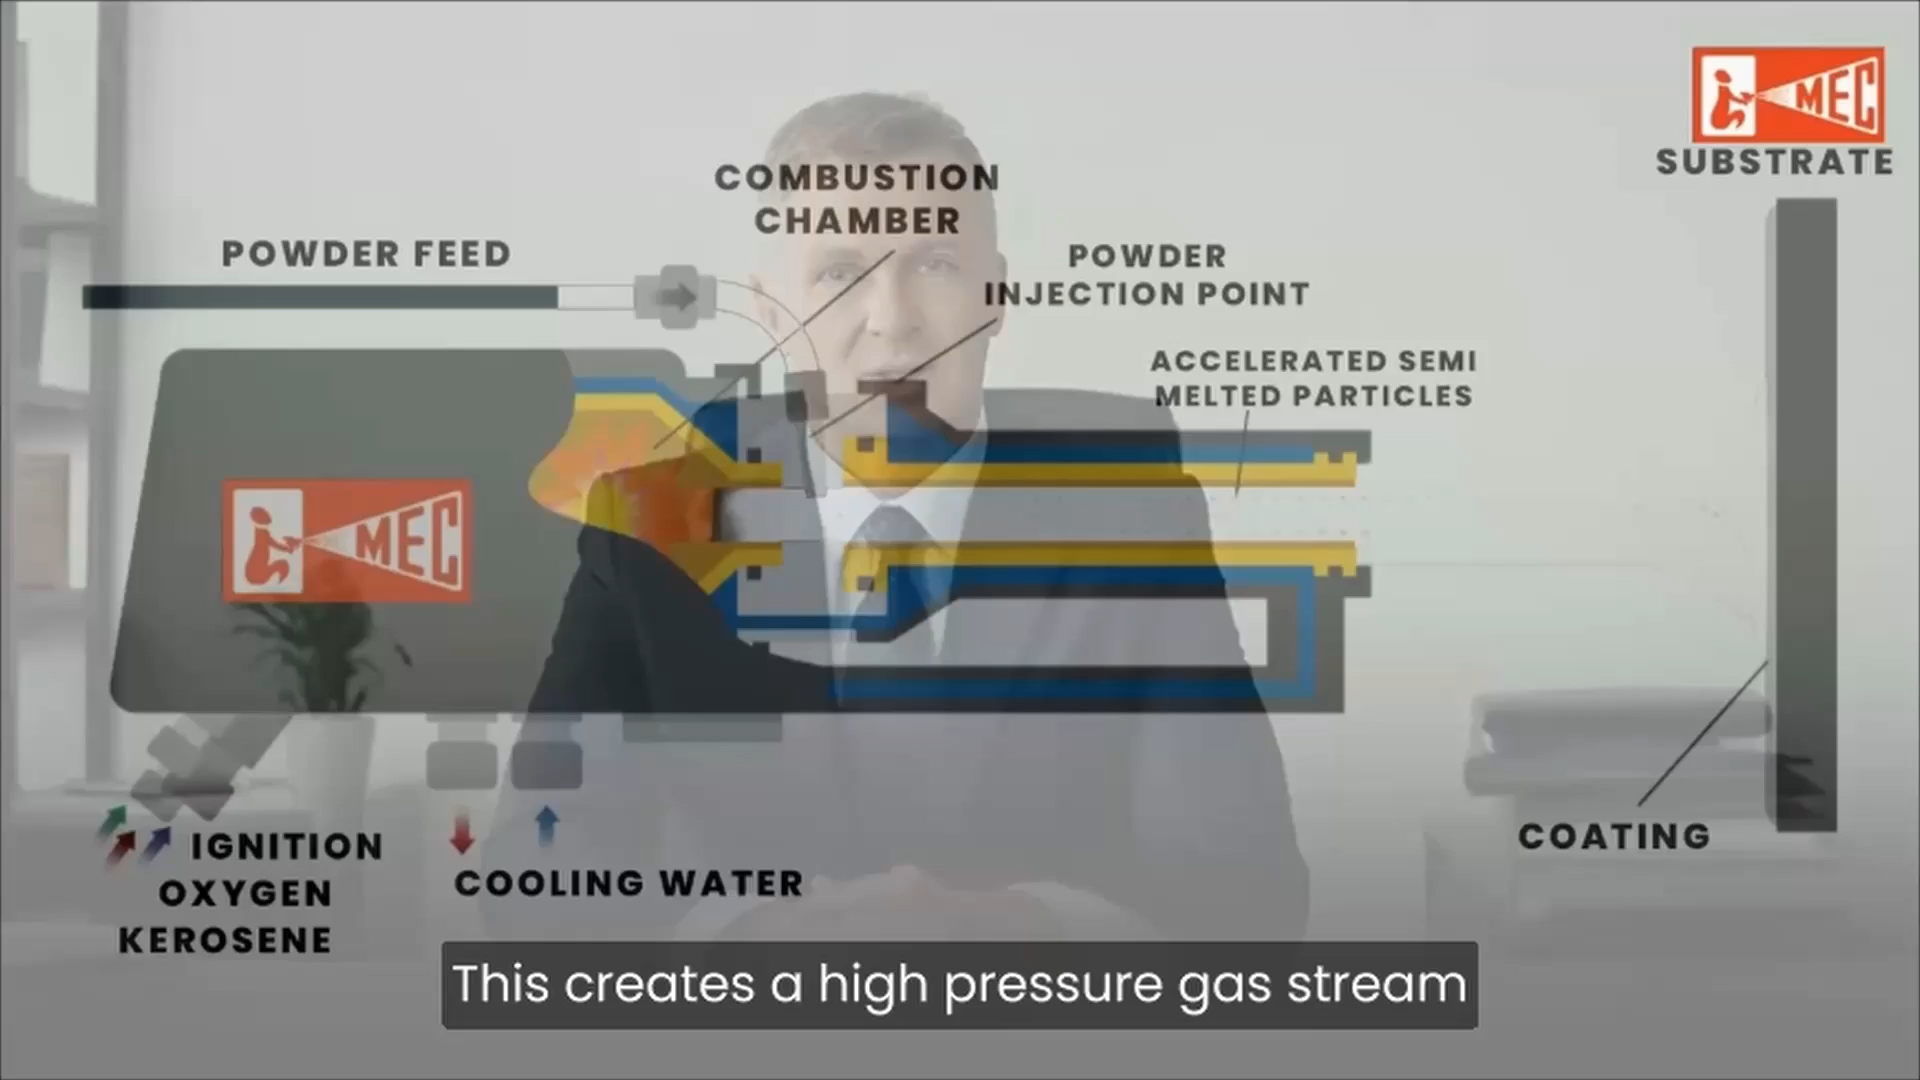 MEC
SUBSTRATE
COMBUSTION
CHAMBER
POWDER FEED
POWDER
INJECTION POINT
ACCELERATED SEMI
MELTED PARTICLES
MEC
COATING
IGNITION
OXYGEN
KEROSENE
COOLING WATER
This creates a high pressure gas stream